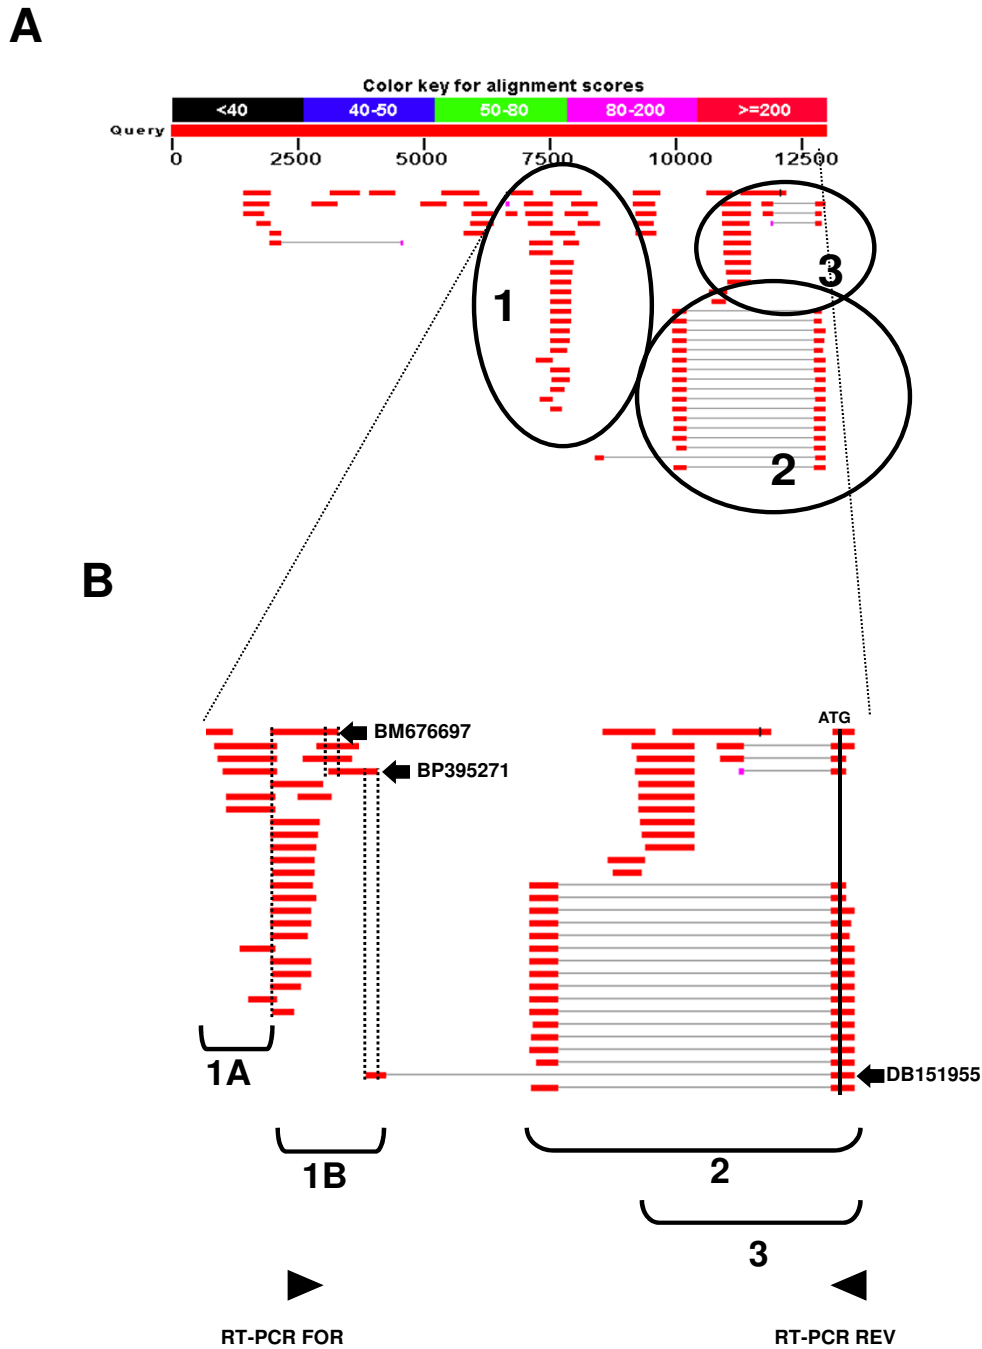 A
Color key for alignment scores
<40 40-50 50-80 80-200 >=200
Query
0 2500 5000 7500 10000 12500
1
3
2
B
ATG
BM676697
BP395271
1A
DB151955
1B
2
3
RT-PCR FOR RT-PCR REV